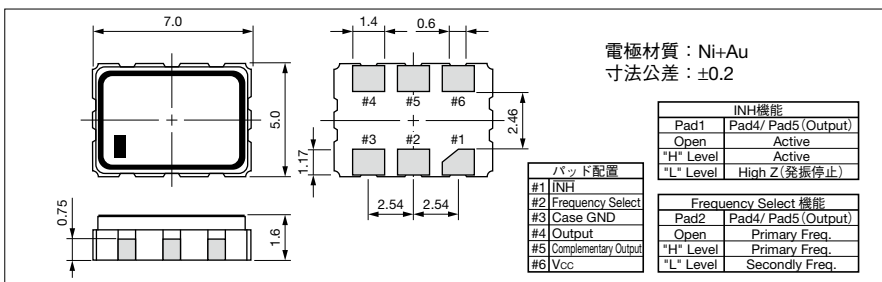 7.0
5.0
0.75
1.6
1.4
0.6
#4
#5
#6
#3
#2
#1
1.17
2.46
2.54
2.54
電極材質：Ni+Au
寸法公差：±0.2
パッド配置
#1 INH
#2 Frequency Select
#3 Case GND
#4 Output
#5 Complementary Output
#6 Vcc
INH機能
Pad1 Pad4/ Pad5(Output)
Open Active
"H" Level Active
"L" Level High Z(発振停止)
Frequency Select 機能
Pad2 Pad4/ Pad5(Output)
Open Primary Freq.
"H" Level Primary Freq.
"L" Level Secondly Freq.